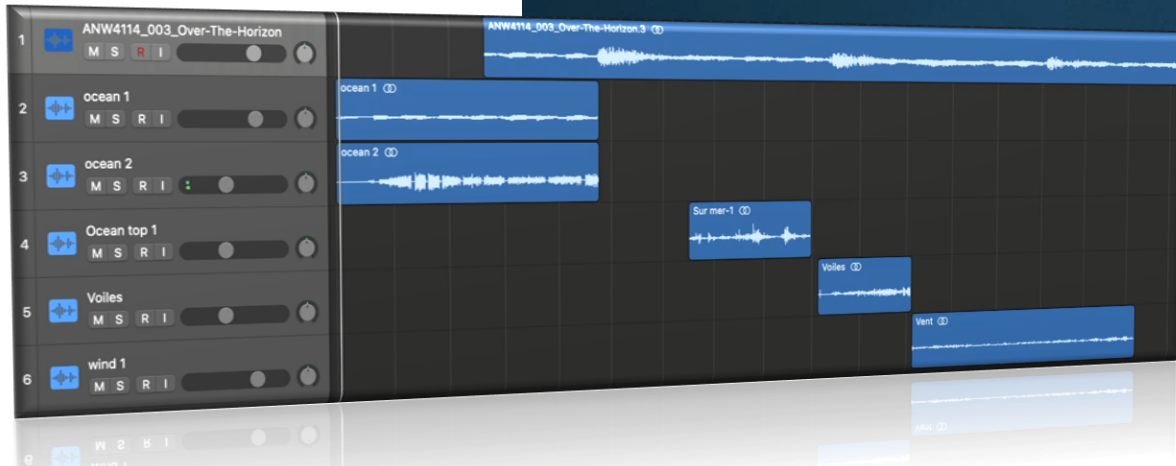 1
ANW4114_003_Over-The-Horizon
M S R I
ANW4114_003_Over-The-Horizon.3
2
ocean 1
M S R I
ocean 1
3
ocean 2
M S R I
ocean 2
4
Ocean top 1
M S R I
Sur mer-1
5
Voiles
M S R I
Voiles
6
wind 1
M S R I
Vent